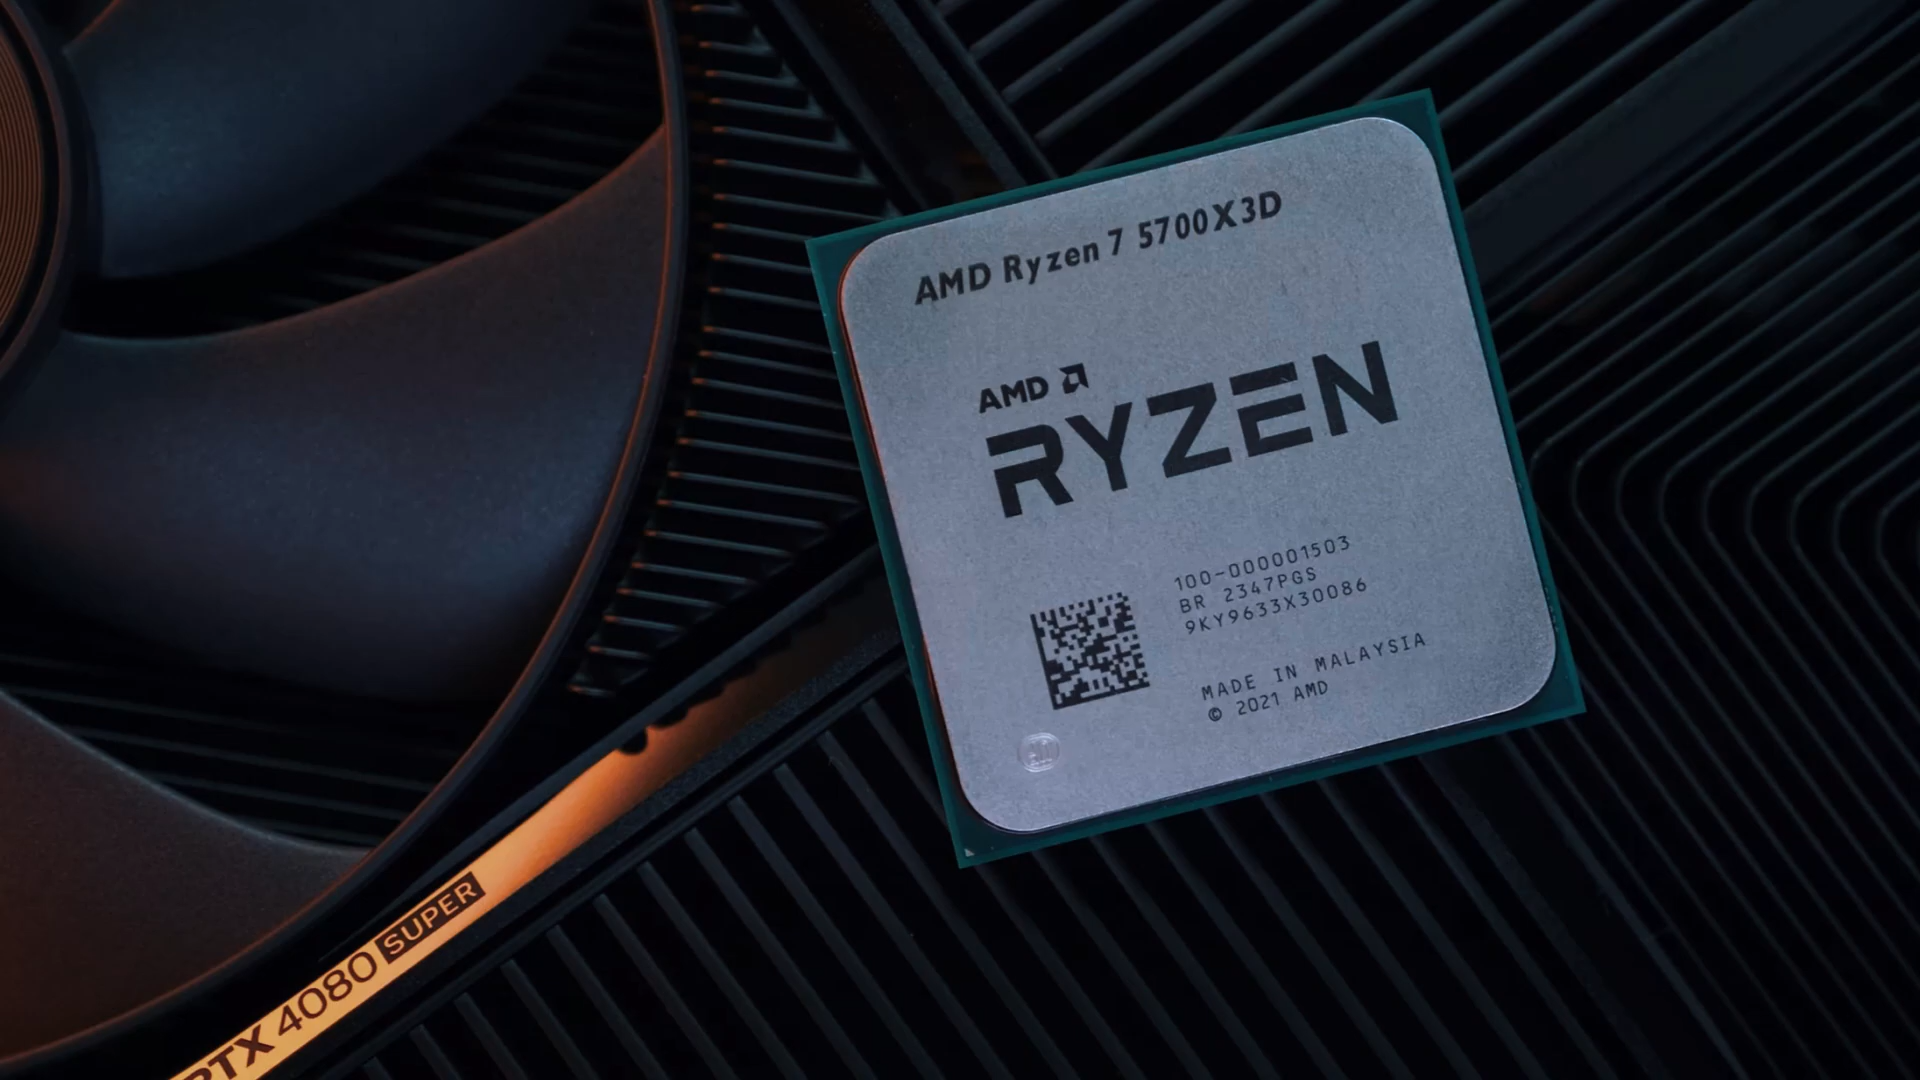 AMD Ryzen 7 5700X3D
AMD
RYZEN
100-000001503
BR 2347PGS
9KY9633X30086
MADE IN MALAYSIA
© 2021 AMD
RTX 4080 SUPER